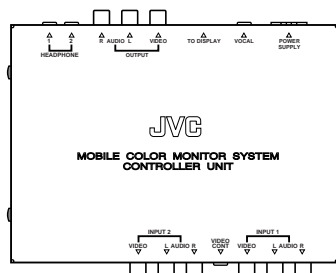 1 2 R AUDIO L VIDEO TO DISPLAY VOCAL POWER SUPPLY
HEADPHONE OUTPUT
JVC
MOBILE COLOR MONITOR SYSTEM
CONTROLLER UNIT
INPUT 2 INPUT 1
VIDEO L AUDIO R VIDEO CONT VIDEO L AUDIO R